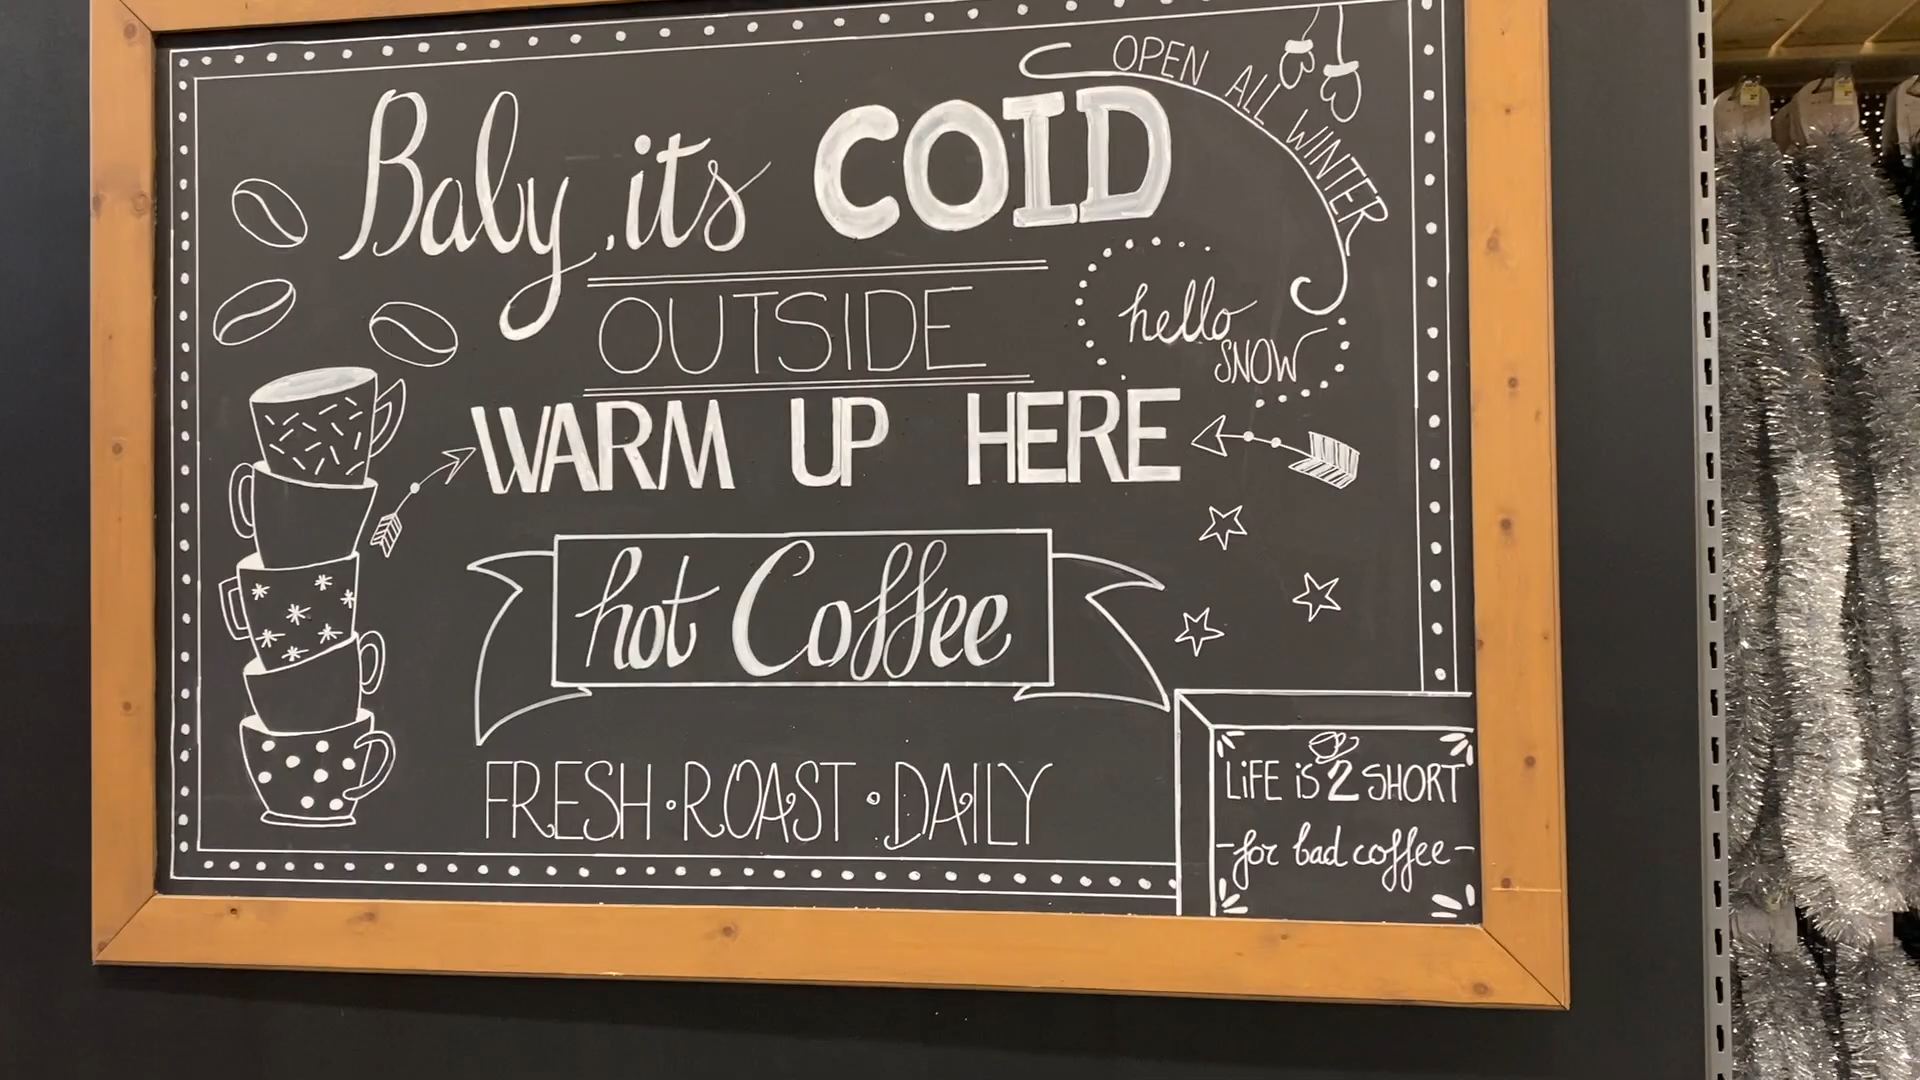 Baby, its COID
OUTSIDE
WARM UP HERE
hot Coffee
FRESH · ROAST · DAILY
OPEN ALL WINTER
hello
SNOW
LiFE iS 2 SHORT
-for bad coffee-